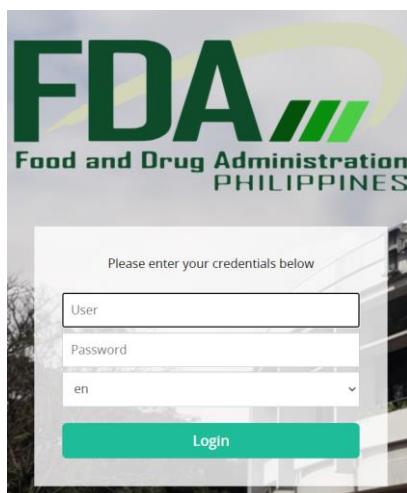 FDA
Food and Drug Administration
PHILIPPINES
Please enter your credentials below
User
Password
en
Login